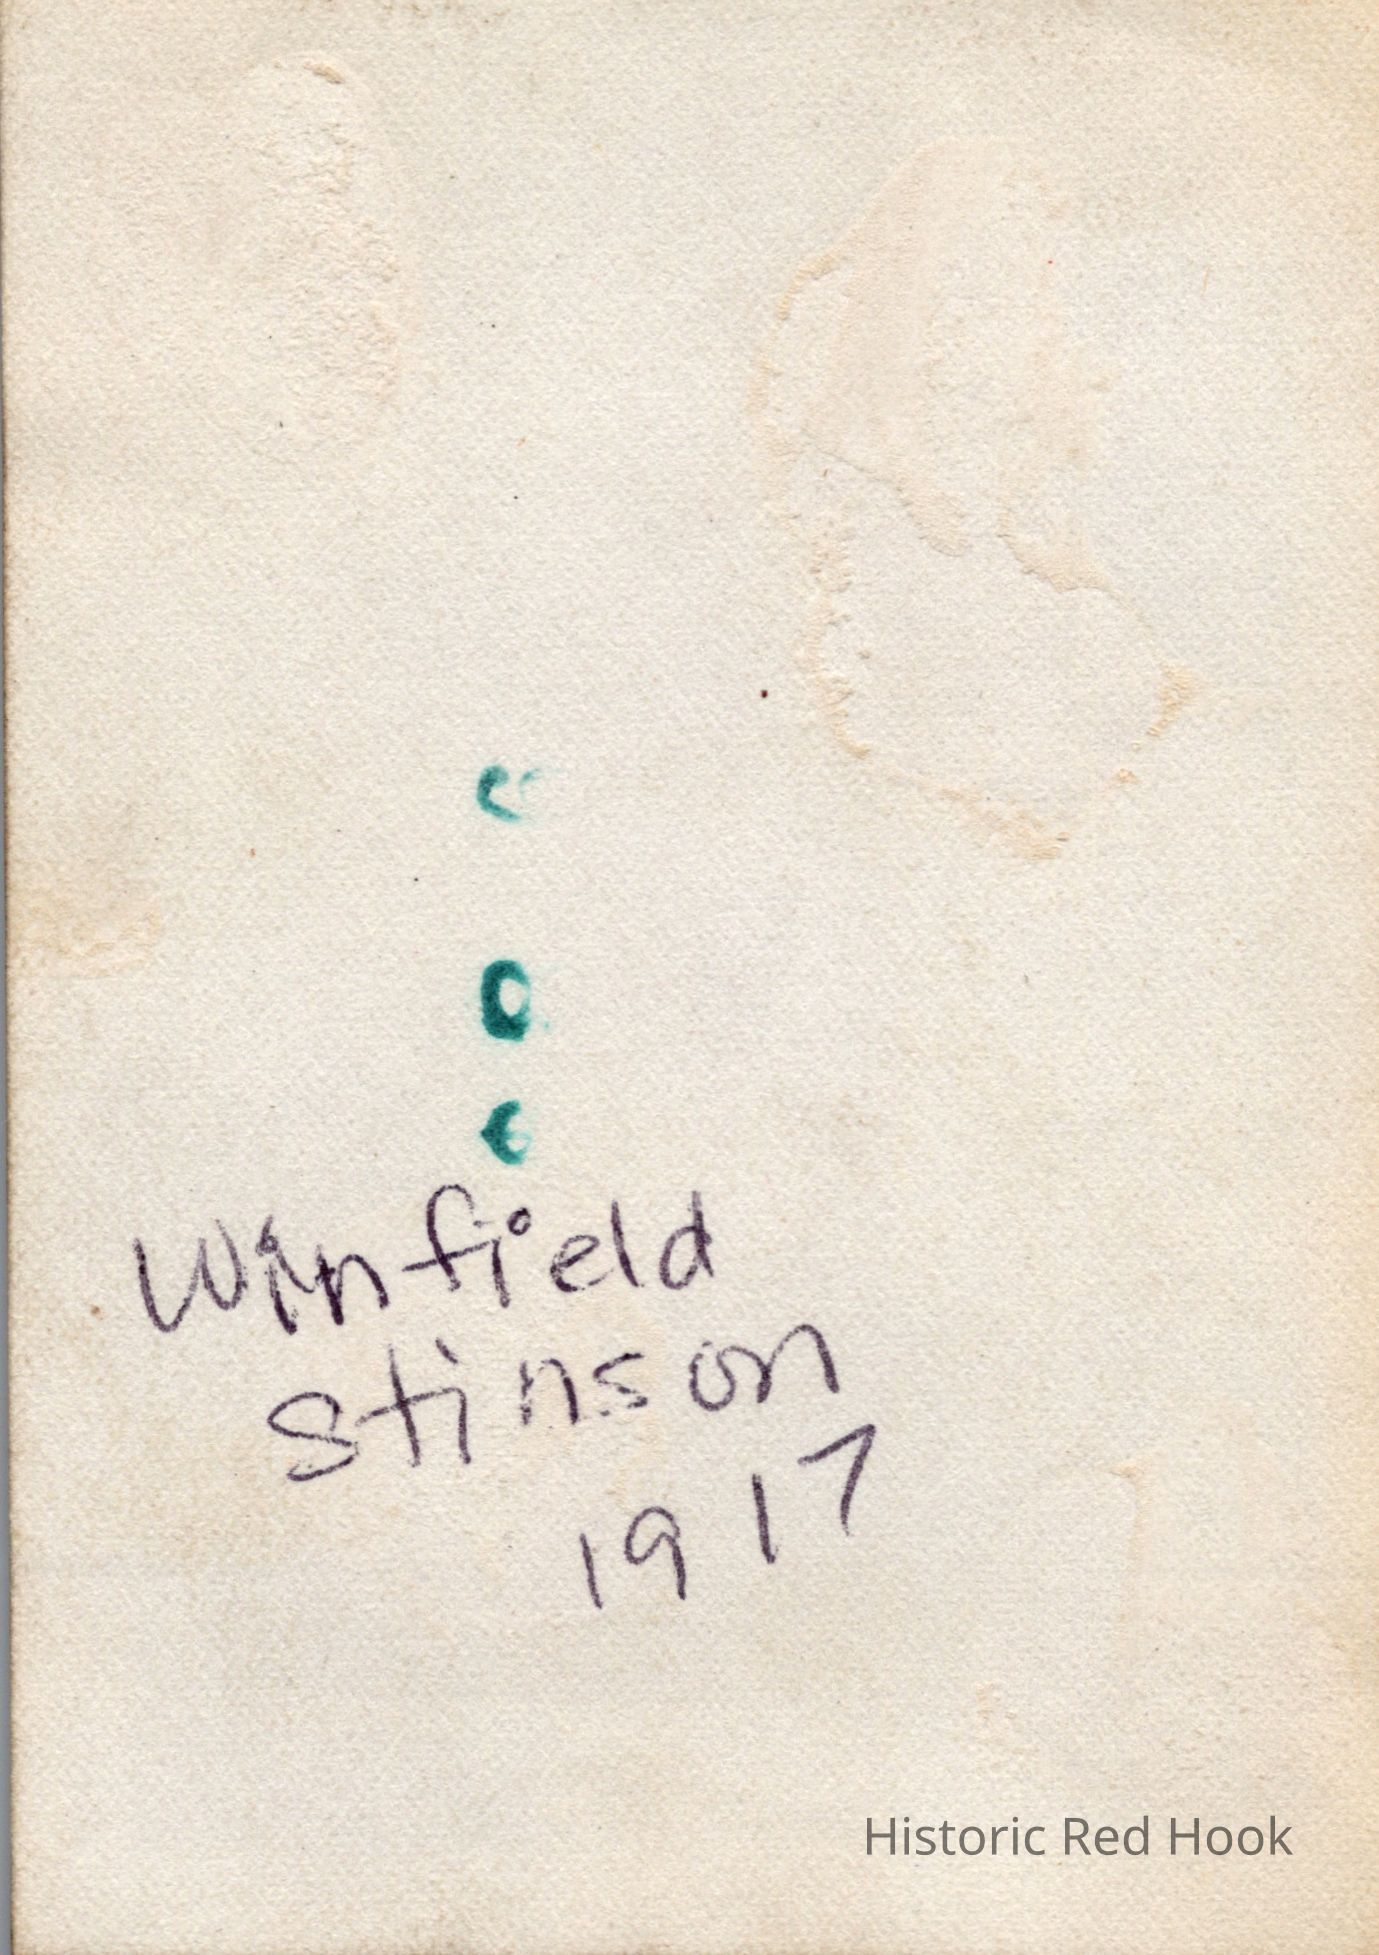 Winfield
Stinson
1917
Historic Red Hook